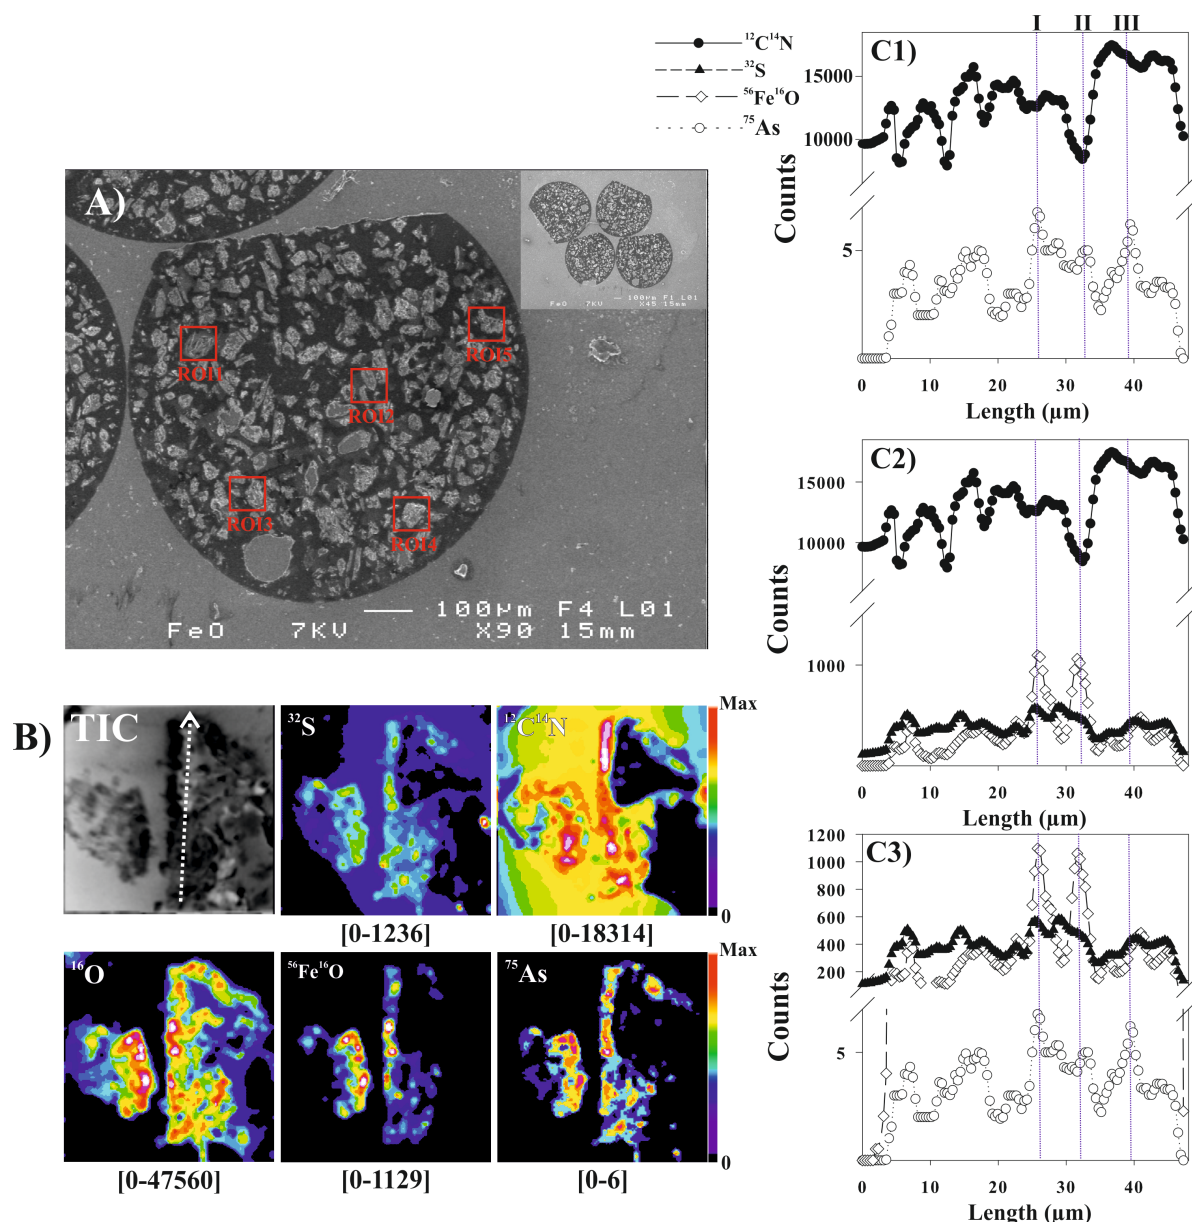 ¹²C¹⁴N
³²S
⁵⁶Fe¹⁶O
⁷⁵As
I II III
C1)
15000
10000
5
Counts
0 10 20 30 40
Length (µm)
A)
FeO 7KV 100µm F1 L01
X45 15mm
ROI1
ROI2
ROI3
ROI4
ROI5
100µm F4 L01
FeO 7KV X90 15mm
C2)
15000
10000
1000
Counts
0 10 20 30 40
Length (µm)
B)
TIC
³²S
¹²C¹⁴N
Max
0
[0-1236]
[0-18314]
¹⁶O
⁵⁶Fe¹⁶O
⁷⁵As
Max
0
[0-47560]
[0-1129]
[0-6]
C3)
1200
1000
800
600
400
200
5
Counts
0 10 20 30 40
Length (µm)